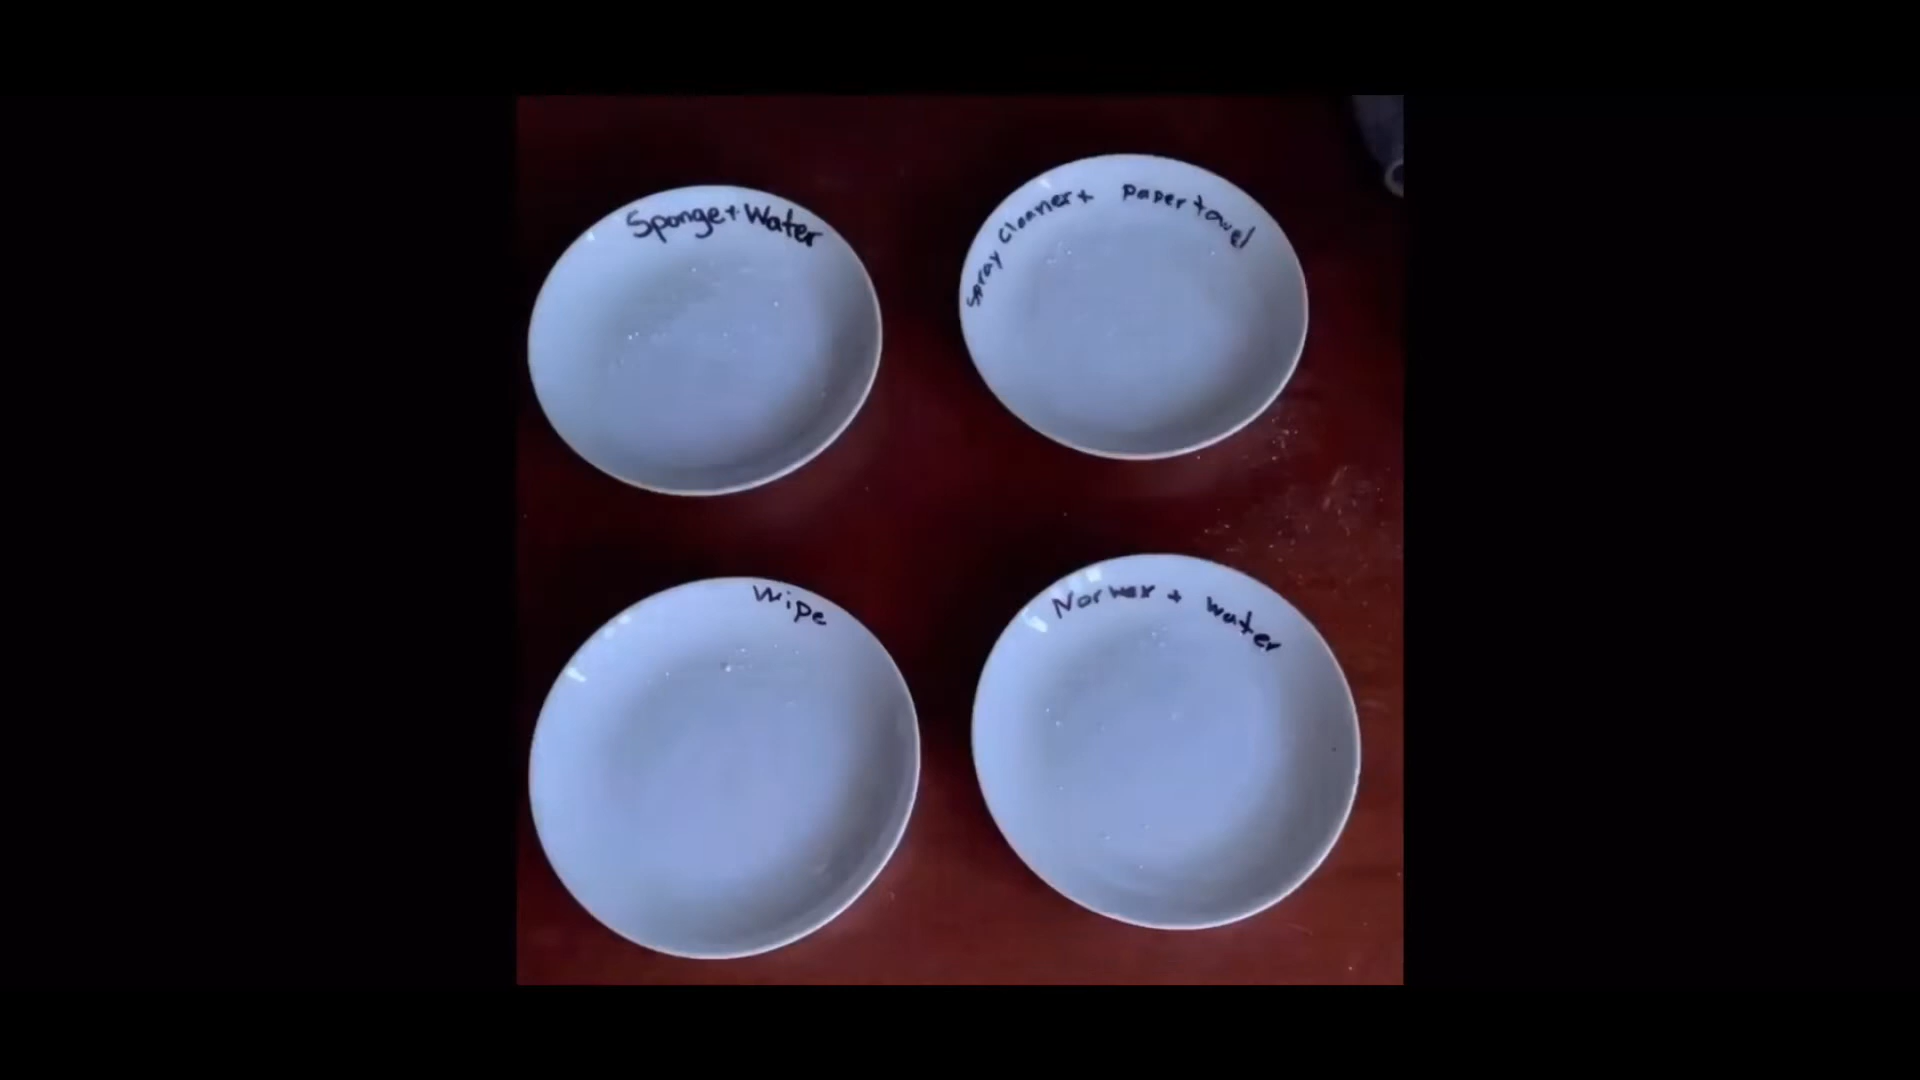 Sponge + Water
Spray Cleaner + paper towel
Wipe
Norwex + water